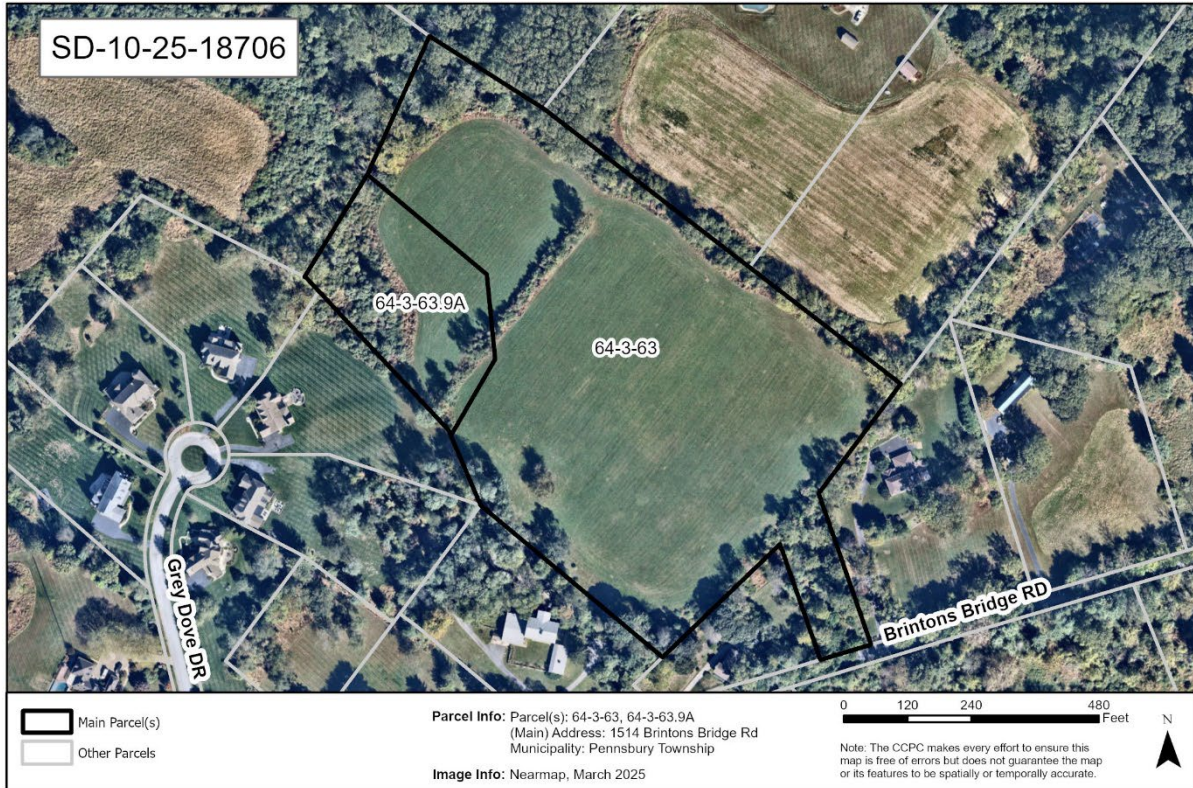 SD-10-25-18706
64-3-63.9A
64-3-63
Grey Dove DR
Brintons Bridge RD
Main Parcel(s)
Other Parcels
Parcel Info: Parcel(s): 64-3-63, 64-3-63.9A
(Main) Address: 1514 Brintons Bridge Rd
Municipality: Pennsbury Township
Image Info: Nearmap, March 2025
0 120 240 480
Feet
Note: The CCPC makes every effort to ensure this
map is free of errors but does not guarantee the map
or its features to be spatially or temporally accurate.
N